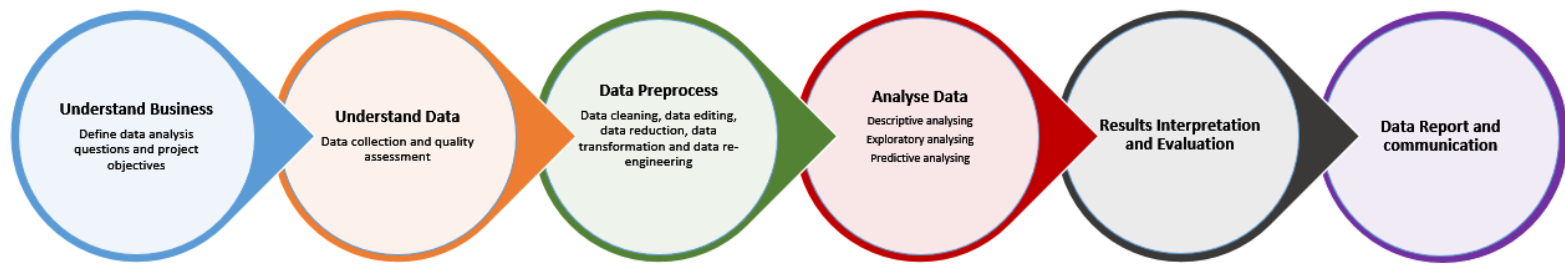 Understand Business
Define data analysis
questions and project
objectives
Understand Data
Data collection and quality
assessment
Data Preprocess
Data cleaning, data editing,
data reduction, data
transformation and data re-
engineering
Analyse Data
Descriptive analysing
Exploratory analysing
Predictive analysing
Results Interpretation
and Evaluation
Data Report and
communication